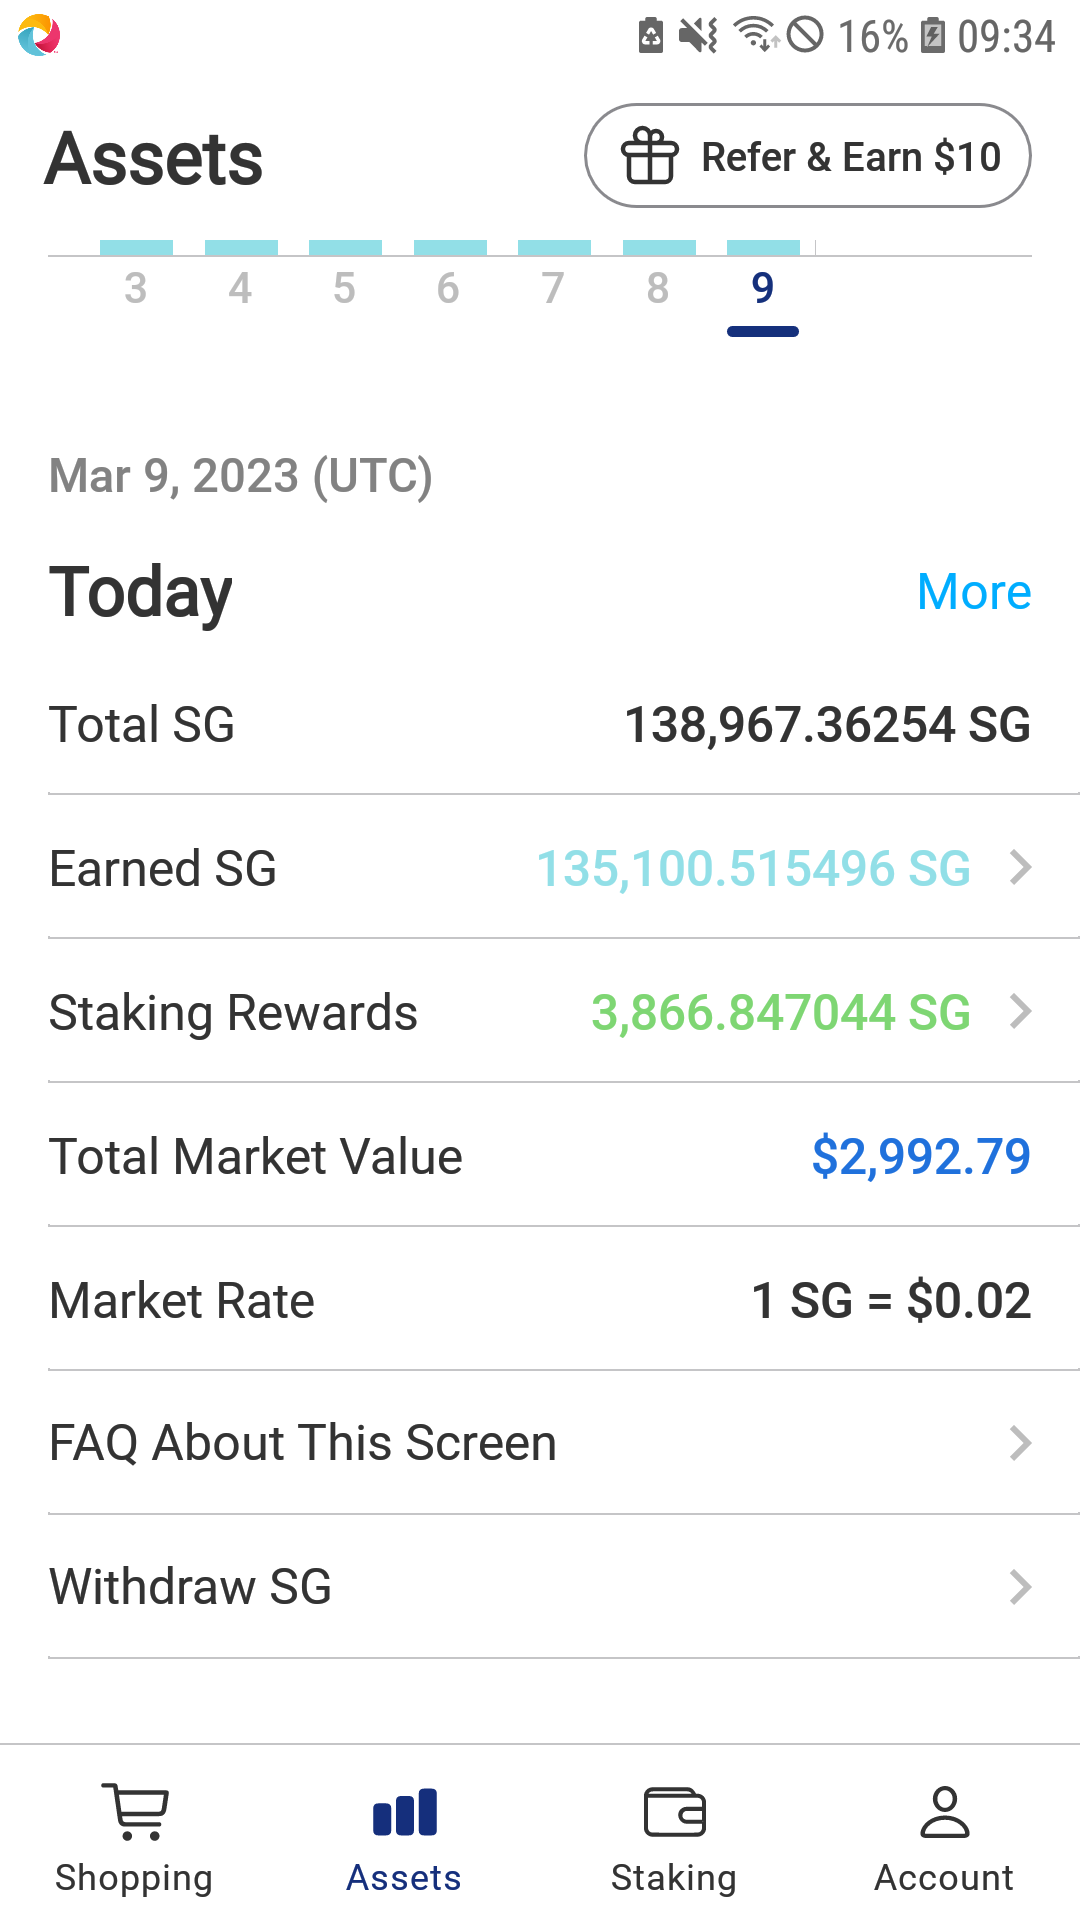 16% 09:34
Assets
Refer & Earn $10
3 4 5 6 7 8 9
Mar 9, 2023 (UTC)
Today More
Total SG 138,967.36254 SG
Earned SG 135,100.515496 SG
Staking Rewards 3,866.847044 SG
Total Market Value $2,992.79
Market Rate 1 SG = $0.02
FAQ About This Screen
Withdraw SG
Shopping Assets Staking Account